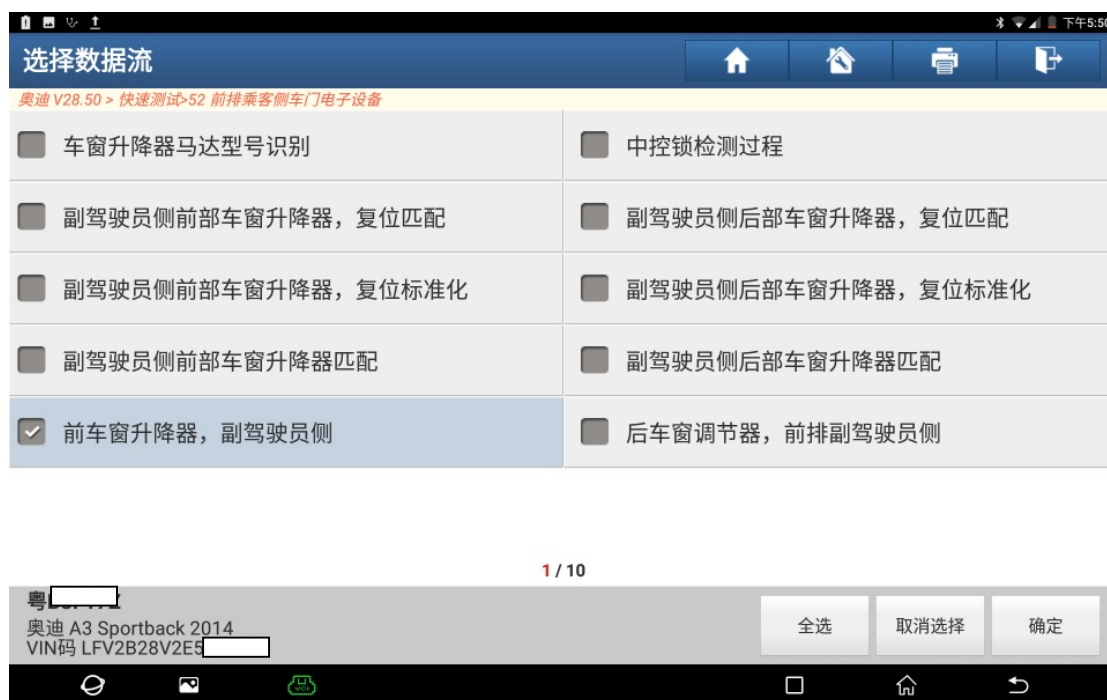 下午5:50
选择数据流
奥迪 V28.50 > 快速测试>52 前排乘客侧车门电子设备
车窗升降器马达型号识别
中控锁检测过程
副驾驶员侧前部车窗升降器，复位匹配
副驾驶员侧后部车窗升降器，复位匹配
副驾驶员侧前部车窗升降器，复位标准化
副驾驶员侧后部车窗升降器，复位标准化
副驾驶员侧前部车窗升降器匹配
副驾驶员侧后部车窗升降器匹配
前车窗升降器，副驾驶员侧
后车窗调节器，前排副驾驶员侧
1 / 10
粤
奥迪 A3 Sportback 2014
VIN码 LFV2B28V2E5
全选
取消选择
确定
VCI